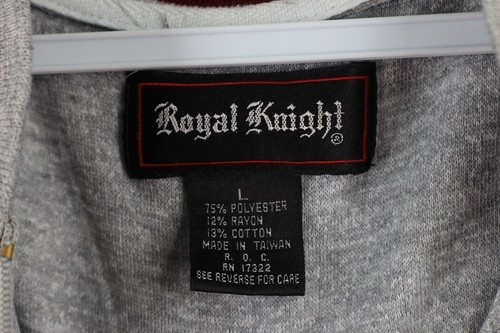 Royal Knight ®
L
75% POLYESTER
12% RAYON
13% COTTON
MADE IN TAIWAN
R. O. C.
RN 17322
SEE REVERSE FOR CARE